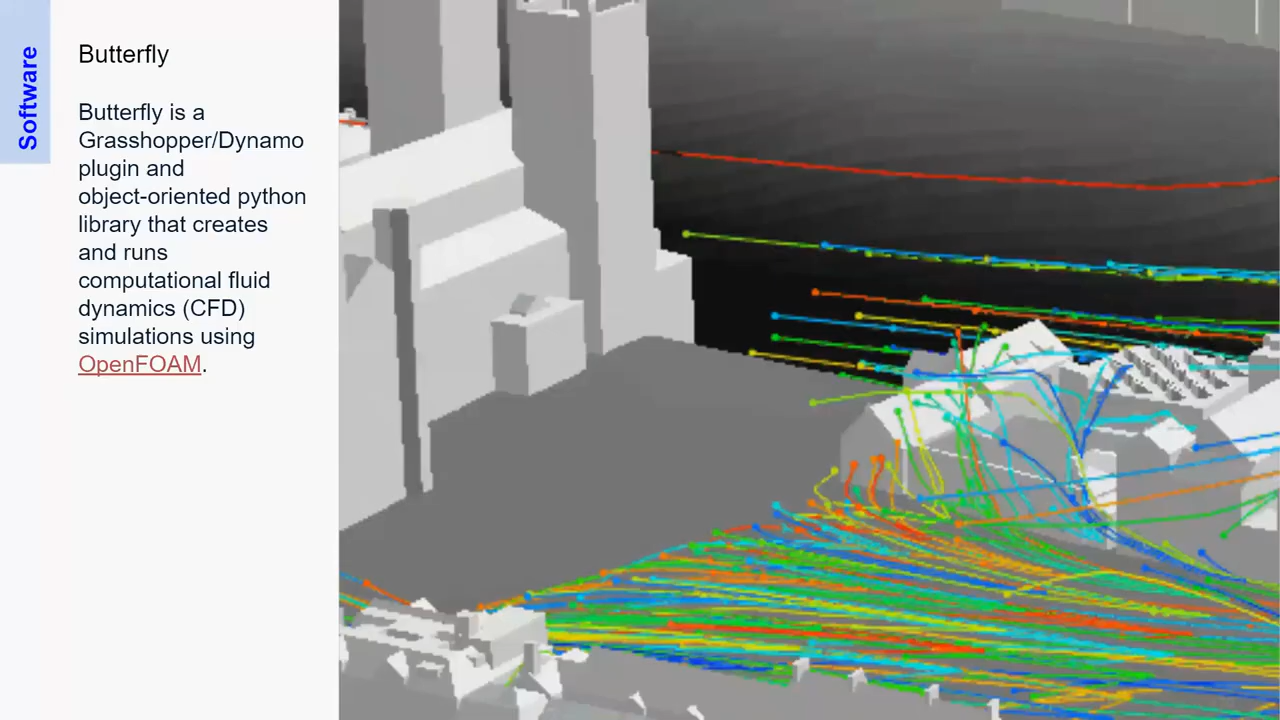 Software
Butterfly
Butterfly is a
Grasshopper/Dynamo
plugin and
object-oriented python
library that creates
and runs
computational fluid
dynamics (CFD)
simulations using
OpenFOAM.